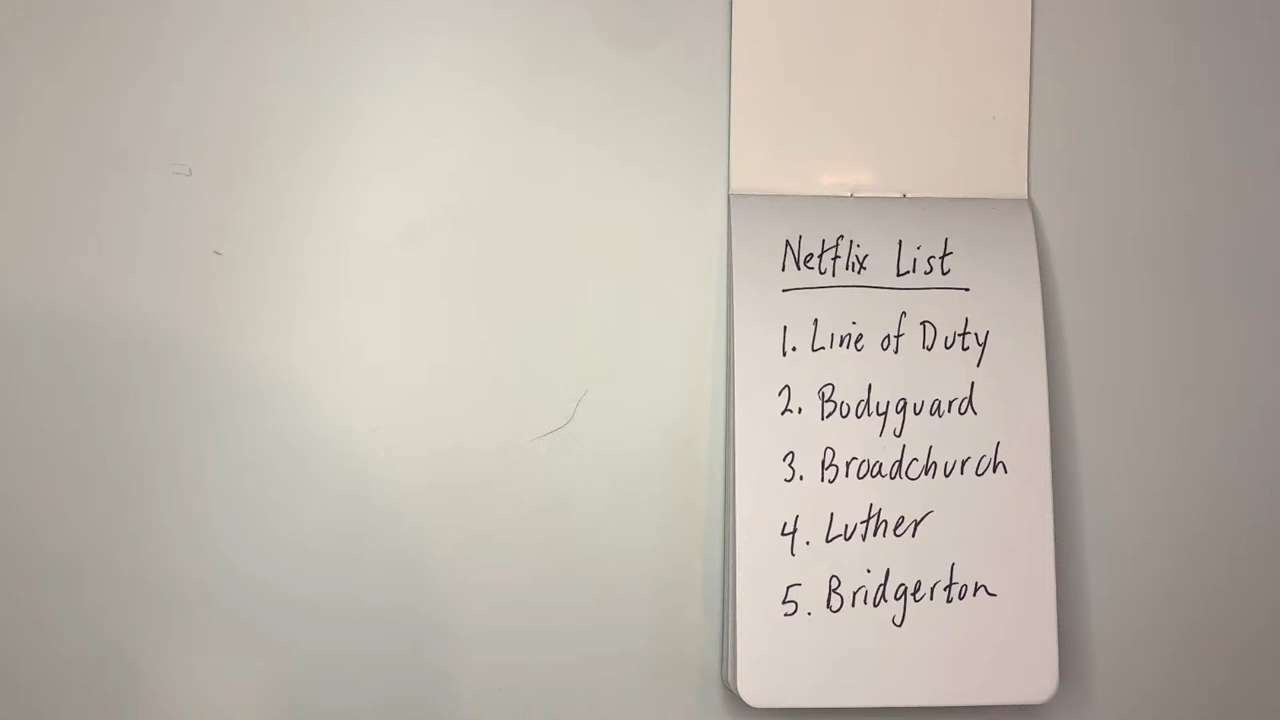 Netflix List
1. Line of Duty
2. Bodyguard
3. Broadchurch
4. Luther
5. Bridgerton